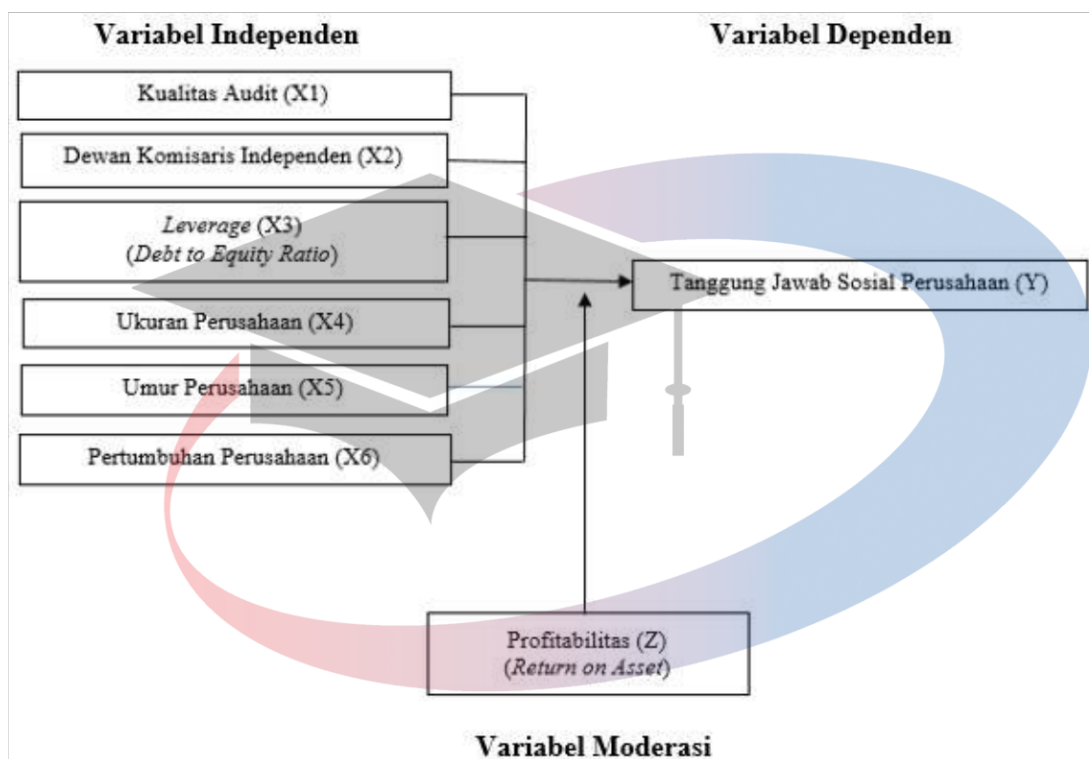 Variabel Independen
Variabel Dependen
Kualitas Audit (X1)
Dewan Komisaris Independen (X2)
Leverage (X3)
(Debt to Equity Ratio)
Tanggung Jawab Sosial Perusahaan (Y)
Ukuran Perusahaan (X4)
Umur Perusahaan (X5)
Pertumbuhan Perusahaan (X6)
Profitabilitas (Z)
(Return on Asset)
Variabel Moderasi